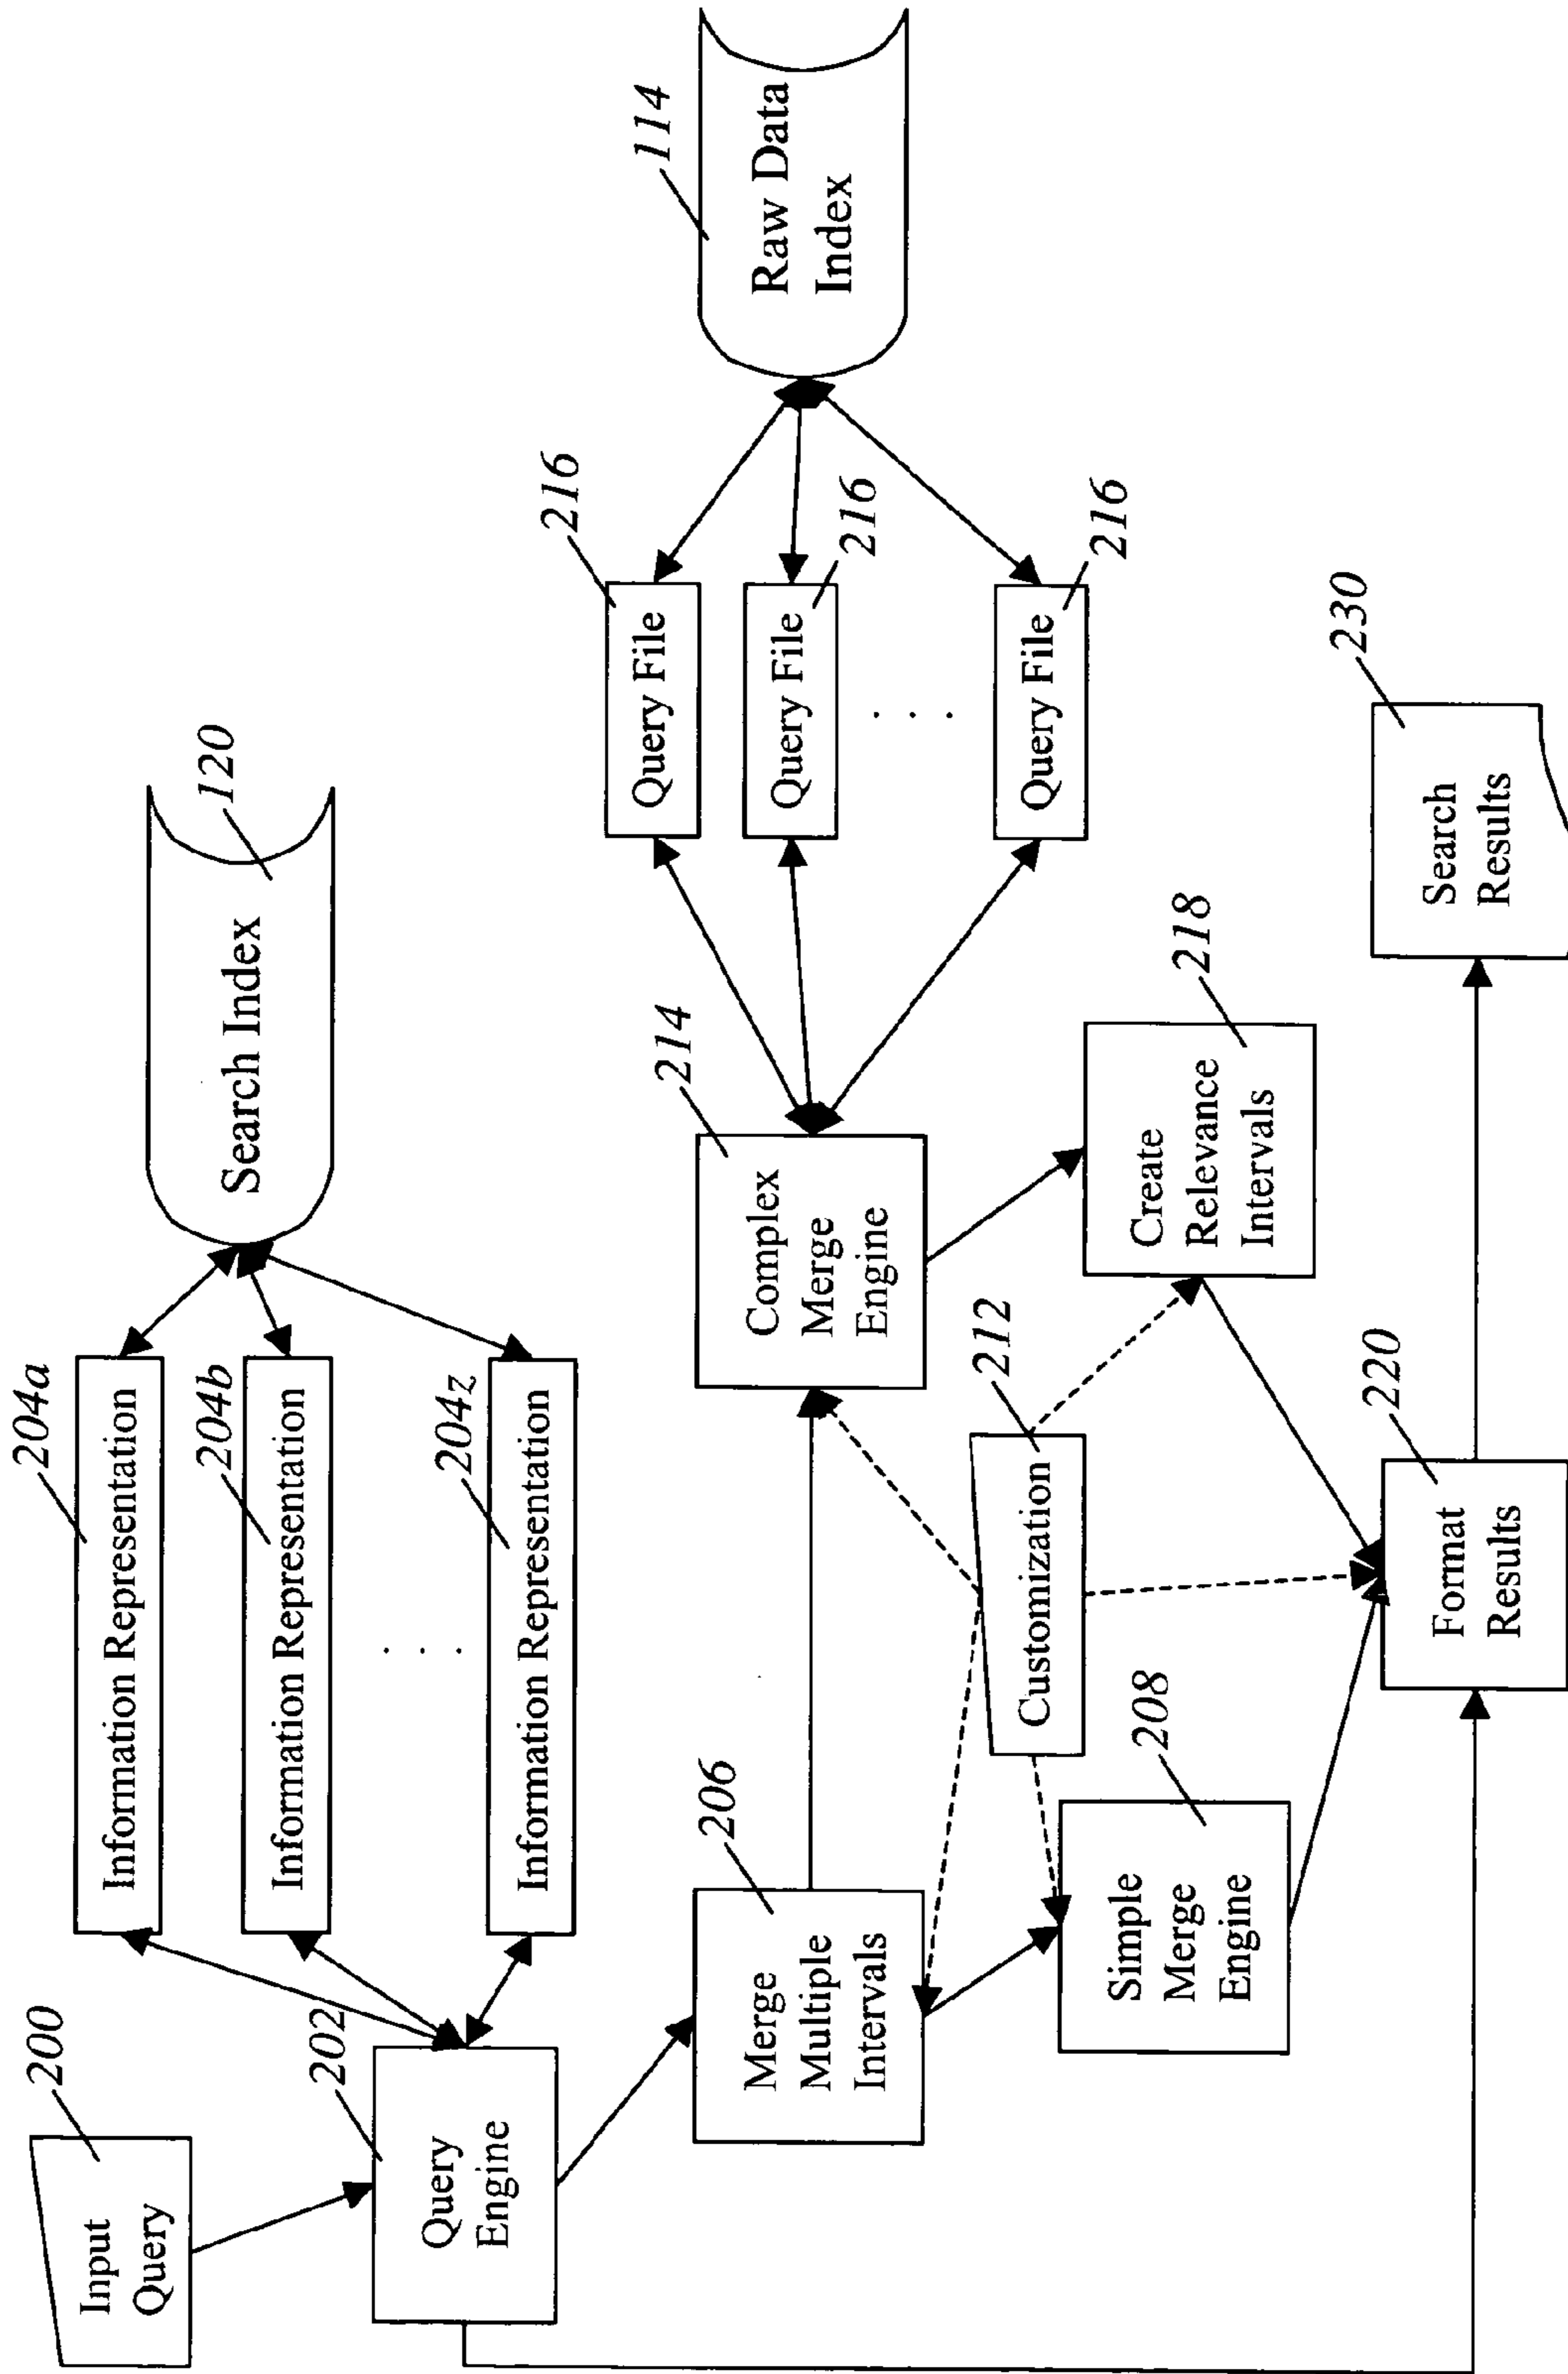 200
Input
Query
202
Query
Engine
204a
Information Representation
204b
Information Representation
. . .
204z
Information Representation
120
Search Index
206
Merge
Multiple
Intervals
208
Simple
Merge
Engine
212
Customization
214
Complex
Merge
Engine
216
Query File
216
Query File
. . .
216
Query File
114
Raw Data
Index
218
Create
Relevance
Intervals
220
Format
Results
230
Search
Results